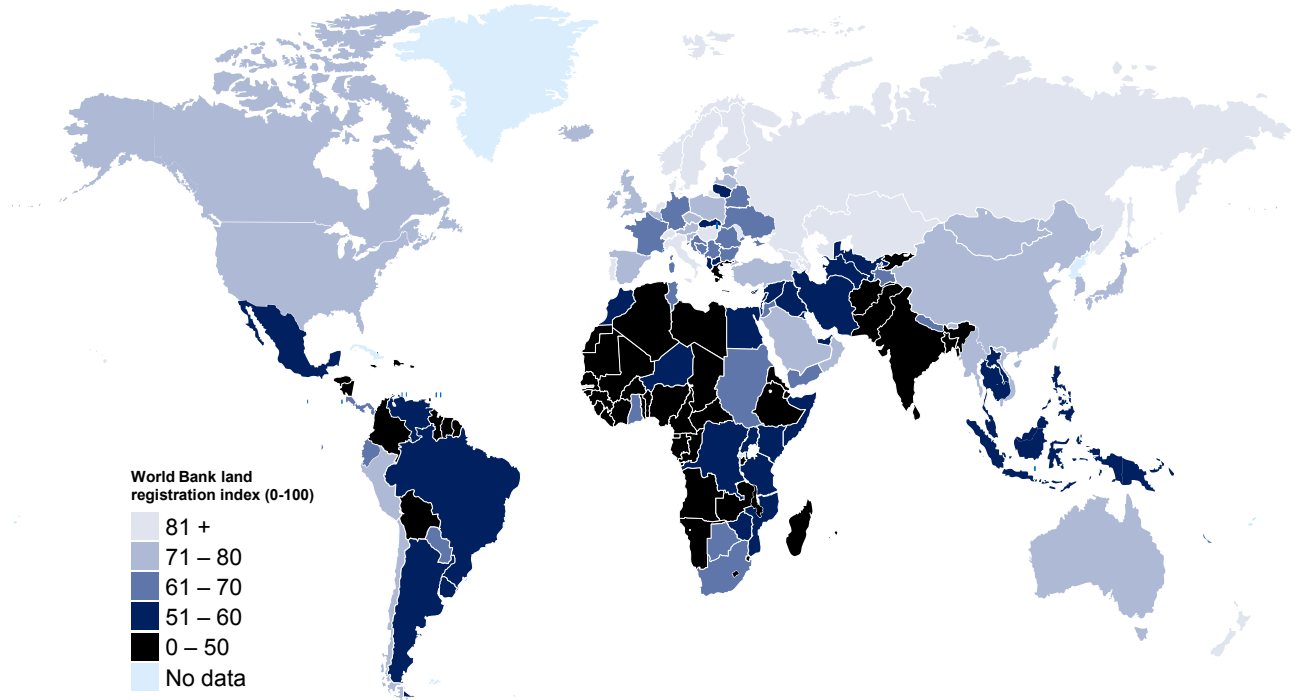 World Bank land
registration index (0-100)
81 +
71 – 80
61 – 70
51 – 60
0 – 50
No data